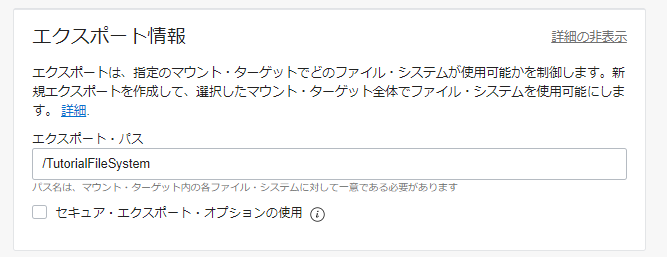 エクスポート情報
詳細の非表示
エクスポートは、指定のマウント・ターゲットでどのファイル・システムが使用可能かを制御します。新
規エクスポートを作成して、選択したマウント・ターゲット全体でファイル・システムを使用可能にしま
す。 詳細.
エクスポート・パス
/TutorialFileSystem
パス名は、マウント・ターゲット内の各ファイル・システムに対して一意である必要があります
セキュア・エクスポート・オプションの使用